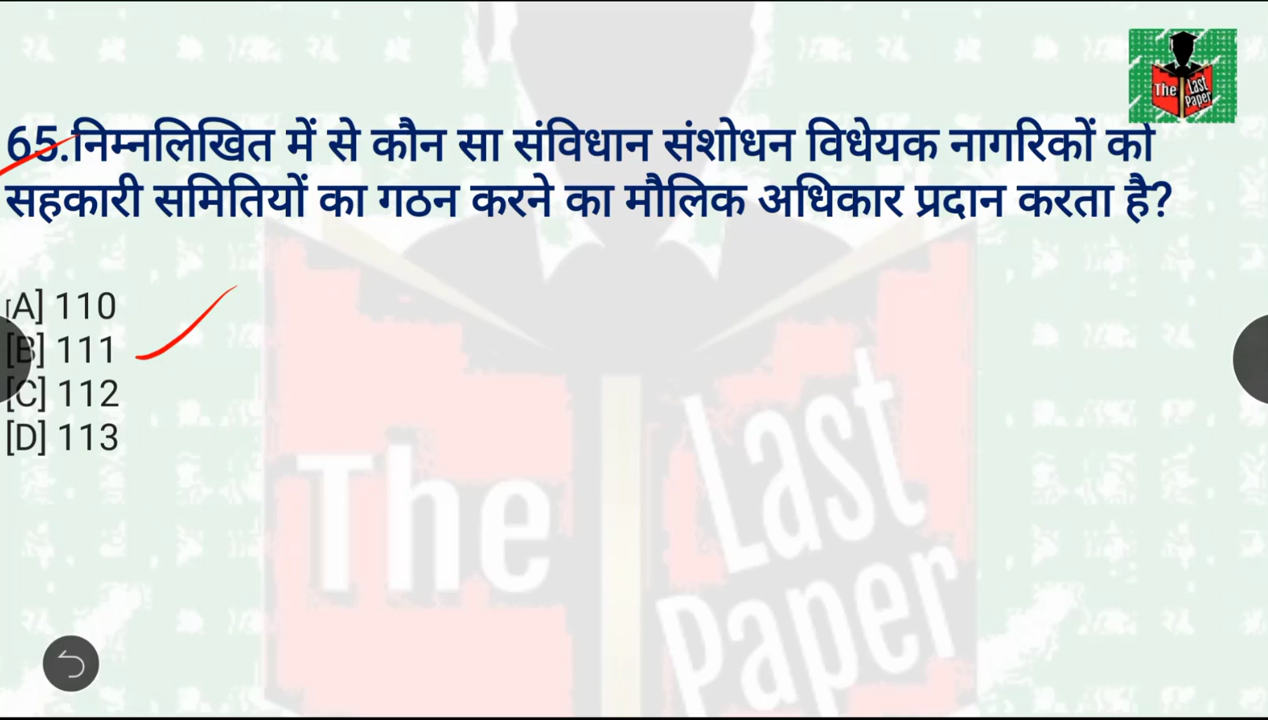 The Last
Paper
65.निम्नलिखित में से कौन सा संविधान संशोधन विधेयक नागरिकों को
सहकारी समितियों का गठन करने का मौलिक अधिकार प्रदान करता है?
[A] 110
[B] 111
[C] 112
[D] 113
The Last
Paper